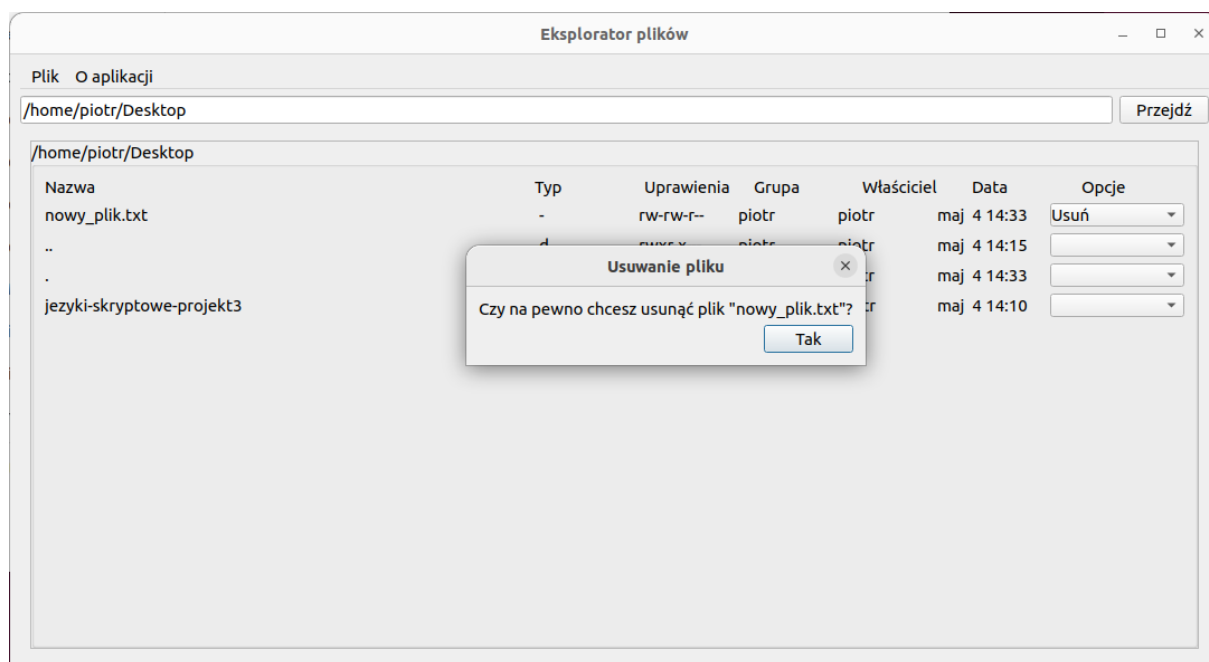 Eksplorator plików
Plik O aplikacji
/home/piotr/Desktop Przejdź
/home/piotr/Desktop
Nazwa Typ Uprawienia Grupa Właściciel Data Opcje
nowy_plik.txt - rw-rw-r-- piotr piotr maj 4 14:33 Usuń
.. maj 4 14:15
. maj 4 14:33
jezyki-skryptowe-projekt3 maj 4 14:10
Usuwanie pliku
Czy na pewno chcesz usunąć plik "nowy_plik.txt"?
Tak